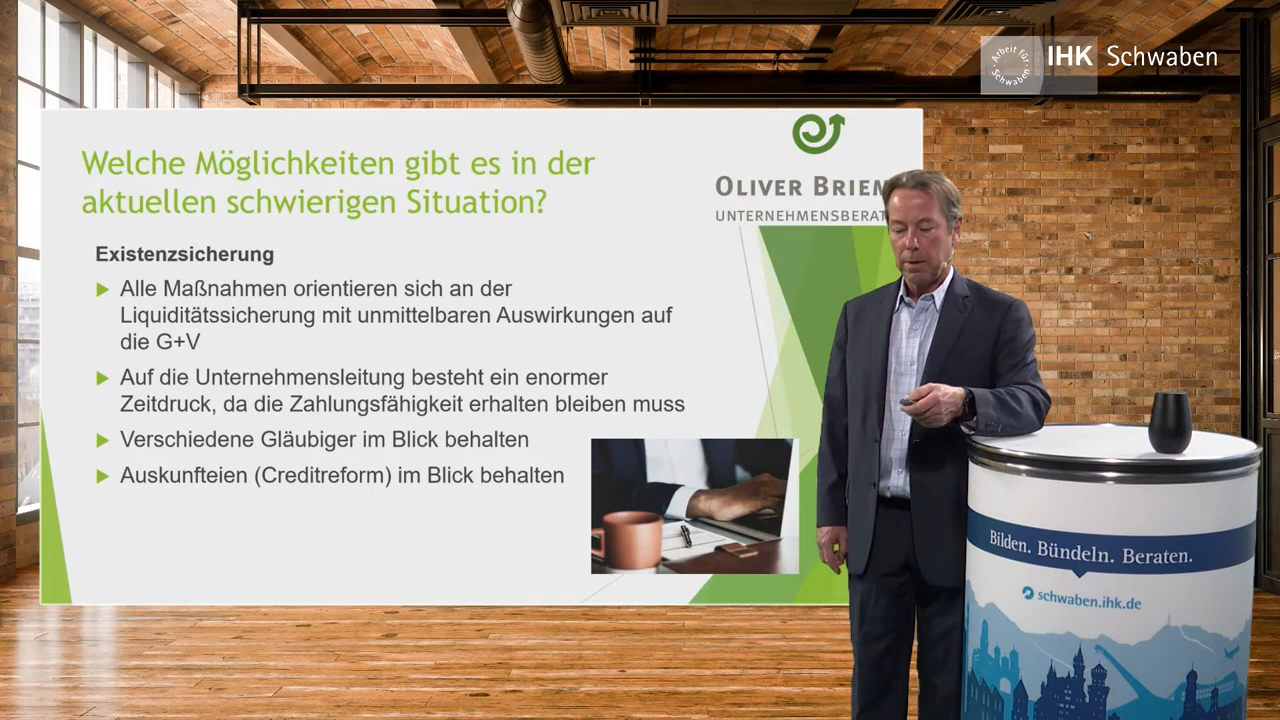 Arbeit für
Schwaben
IHK Schwaben
Welche Möglichkeiten gibt es in der
aktuellen schwierigen Situation?
OLIVER BRIEM
UNTERNEHMENSBERAT
Existenzsicherung
Alle Maßnahmen orientieren sich an der
Liquiditätssicherung mit unmittelbaren Auswirkungen auf
die G+V
Auf die Unternehmensleitung besteht ein enormer
Zeitdruck, da die Zahlungsfähigkeit erhalten bleiben muss
Verschiedene Gläubiger im Blick behalten
Auskunfteien (Creditreform) im Blick behalten
Bilden. Bündeln. Beraten.
schwaben.ihk.de